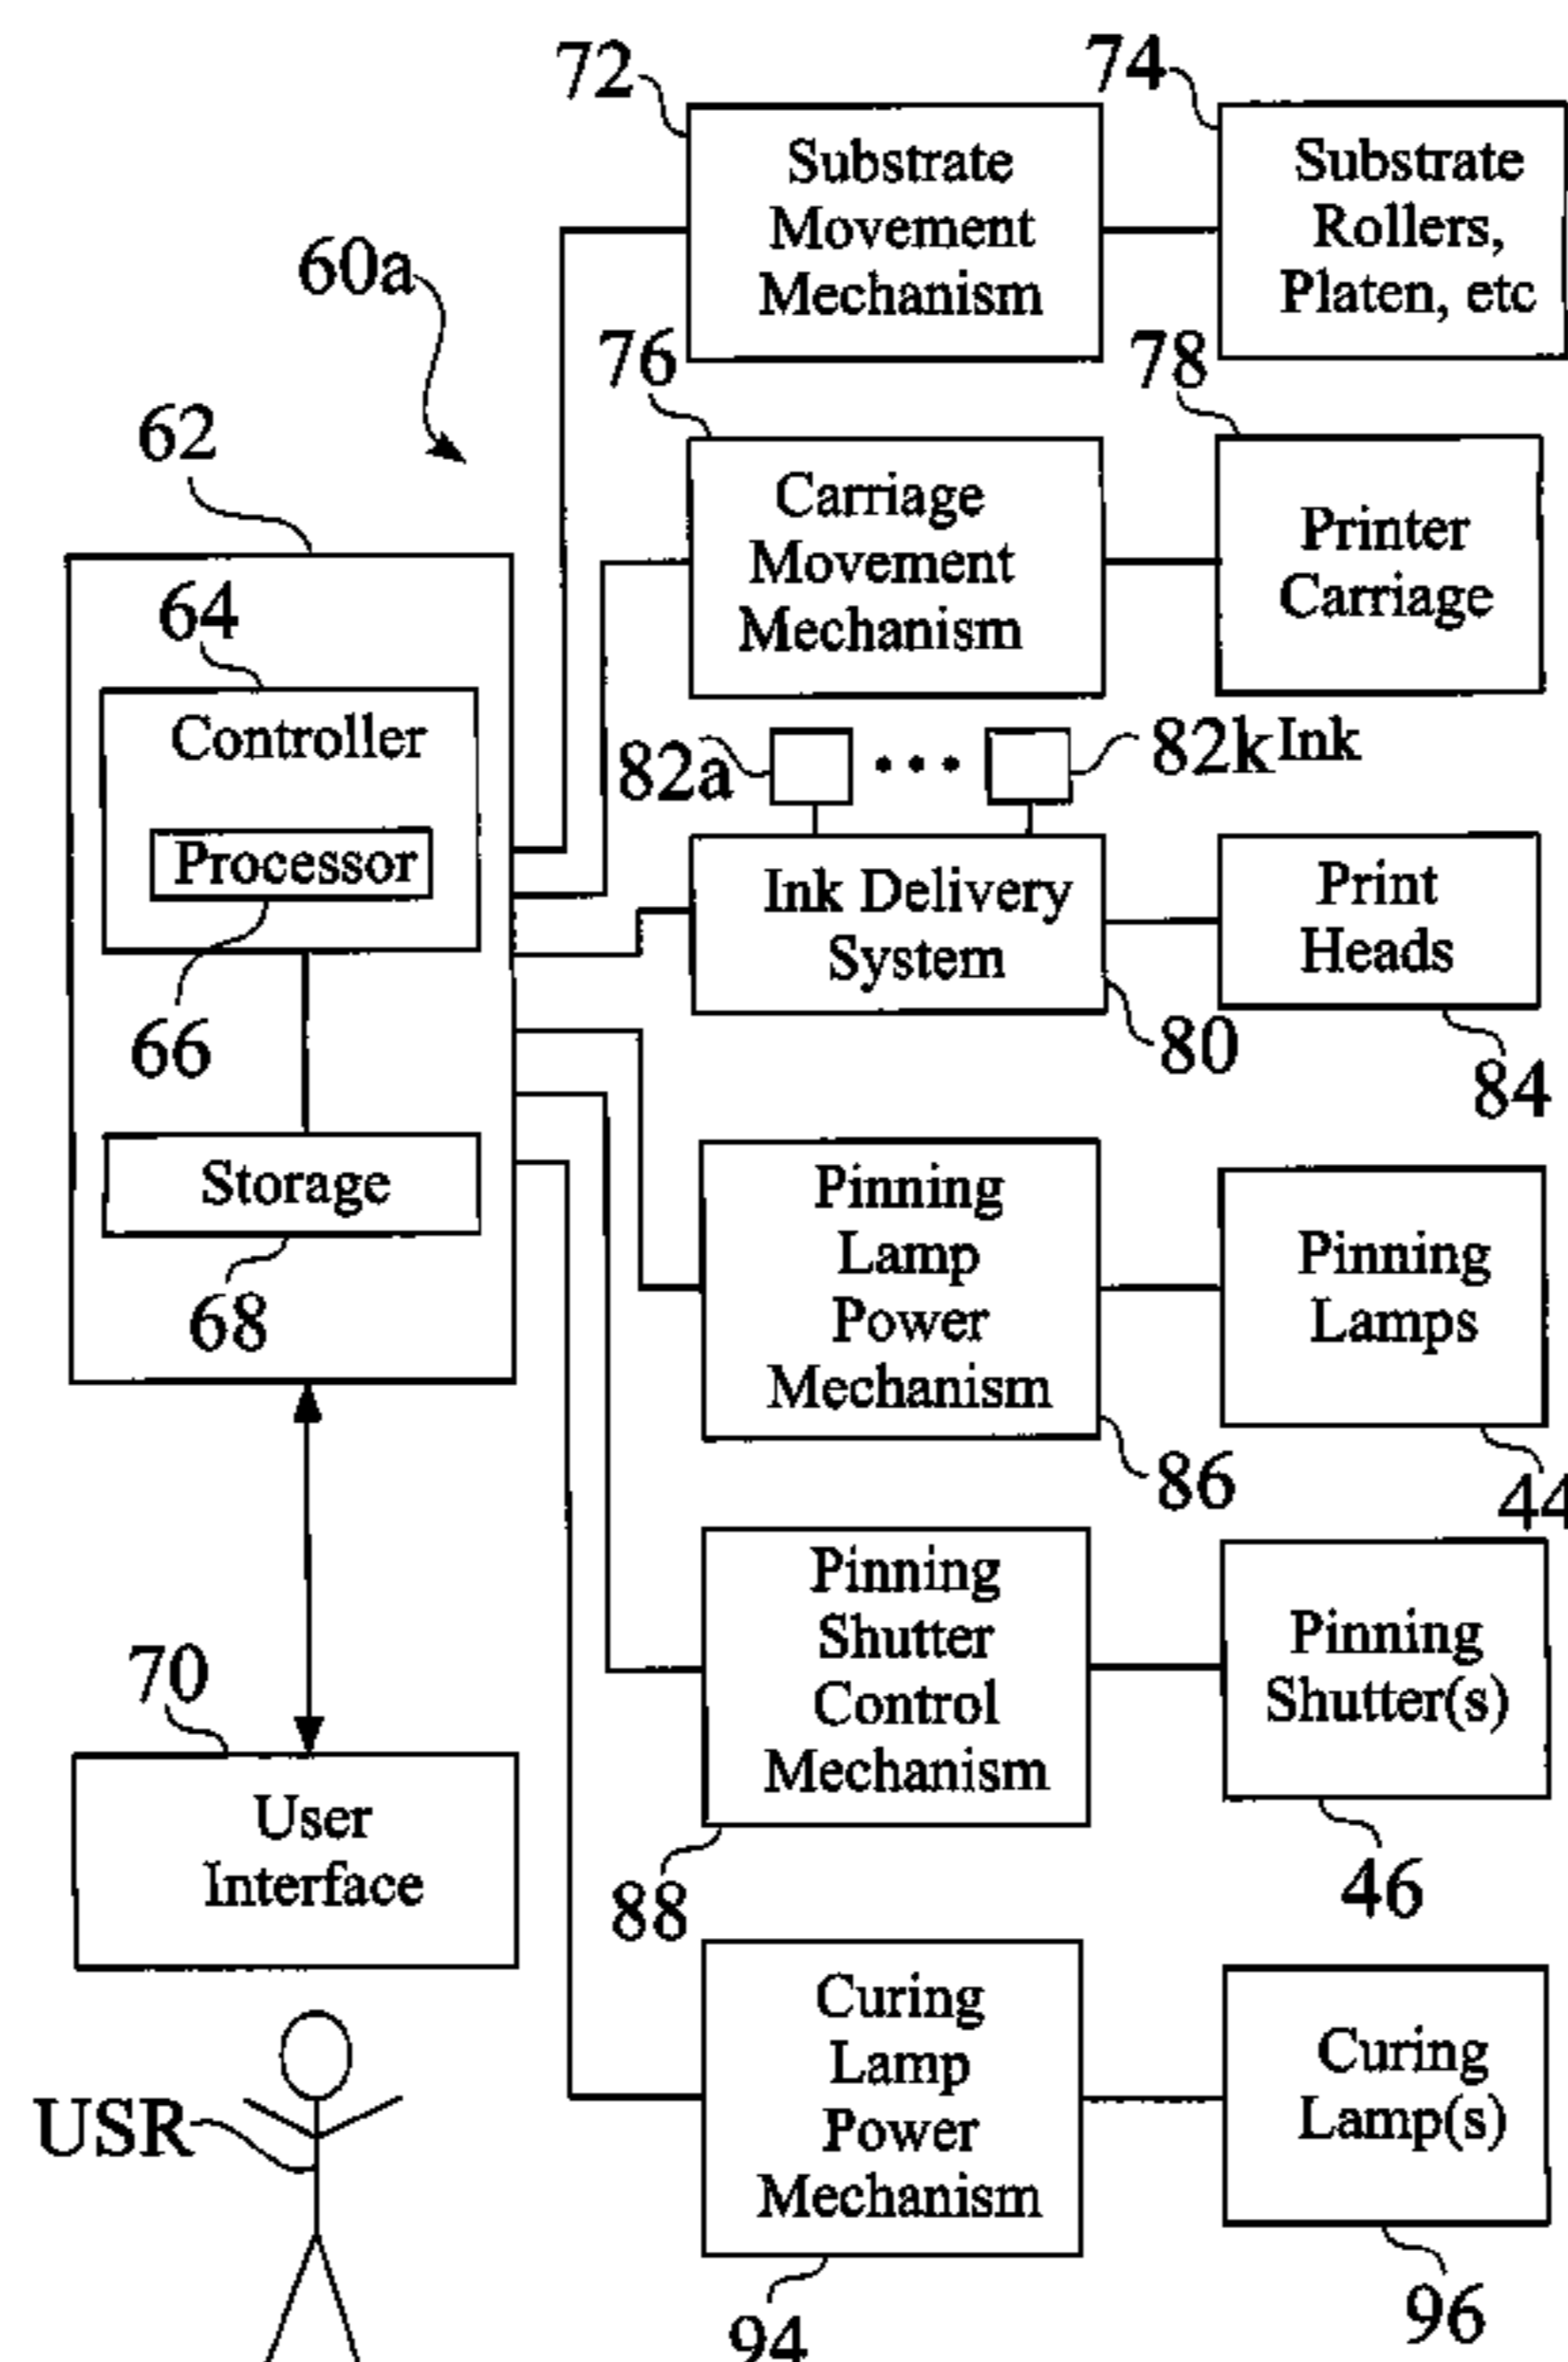 72
74
Substrate
Movement
Mechanism
Substrate
Rollers,
Platen, etc
60a
76
78
62
Carriage
Movement
Mechanism
Printer
Carriage
64
Controller
Processor
66
82a
82k
Ink
Ink Delivery
System
Print
Heads
80
84
Storage
68
Pinning
Lamp
Power
Mechanism
Pinning
Lamps
86
44
Pinning
Shutter
Control
Mechanism
Pinning
Shutter(s)
88
46
70
User
Interface
USR
Curing
Lamp
Power
Mechanism
Curing
Lamp(s)
94
96